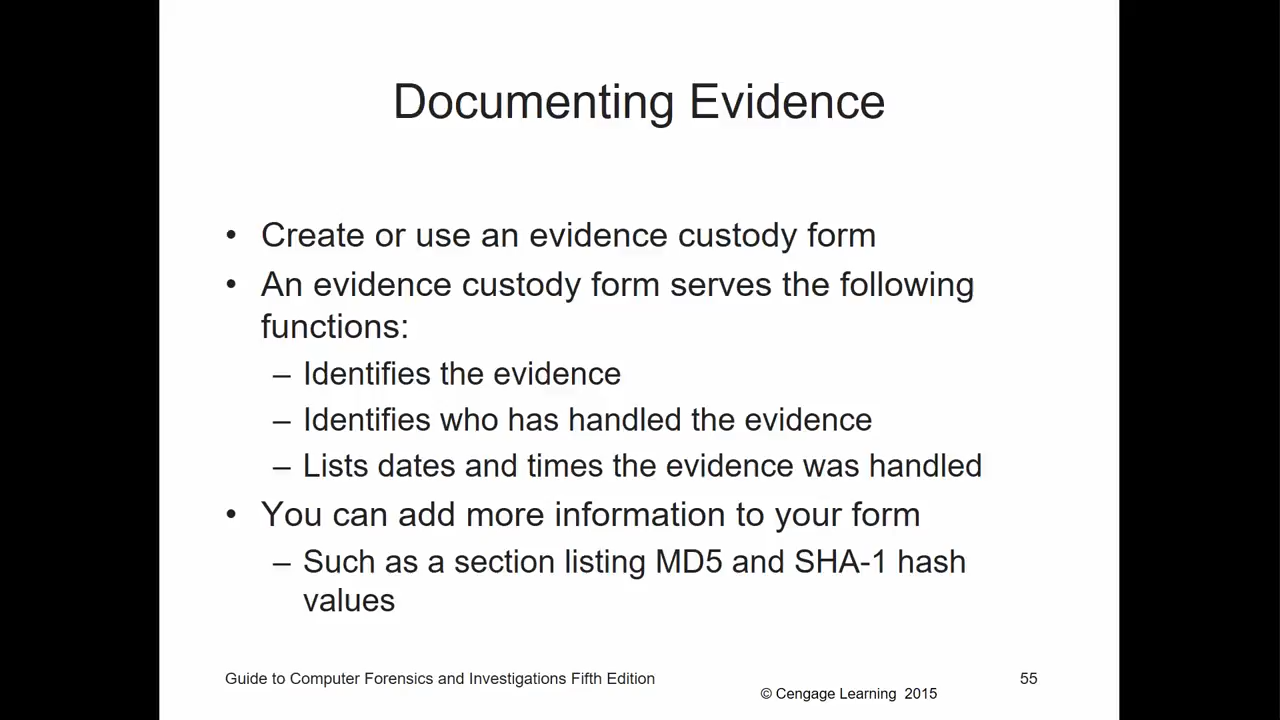 Documenting Evidence
• Create or use an evidence custody form
• An evidence custody form serves the following
functions:
– Identifies the evidence
– Identifies who has handled the evidence
– Lists dates and times the evidence was handled
• You can add more information to your form
– Such as a section listing MD5 and SHA-1 hash
values
Guide to Computer Forensics and Investigations Fifth Edition
55
© Cengage Learning 2015